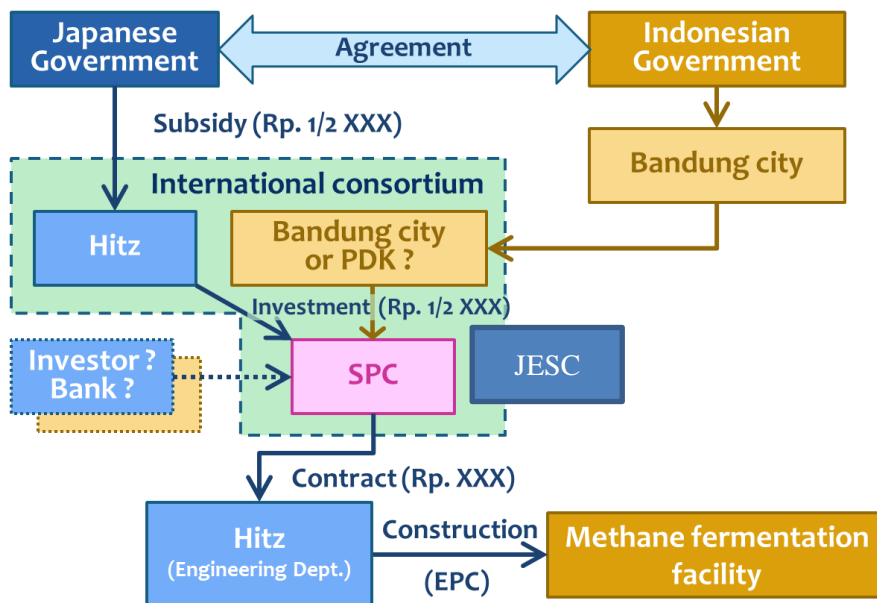 Japanese
Government
Agreement
Indonesian
Government
Subsidy (Rp. 1/2 XXX)
Bandung city
International consortium
Hitz
Bandung city
or PDK ?
Investment (Rp. 1/2 XXX)
Investor ?
Bank ?
SPC
JESC
Contract (Rp. XXX)
Hitz
(Engineering Dept.)
Construction
(EPC)
Methane fermentation
facility